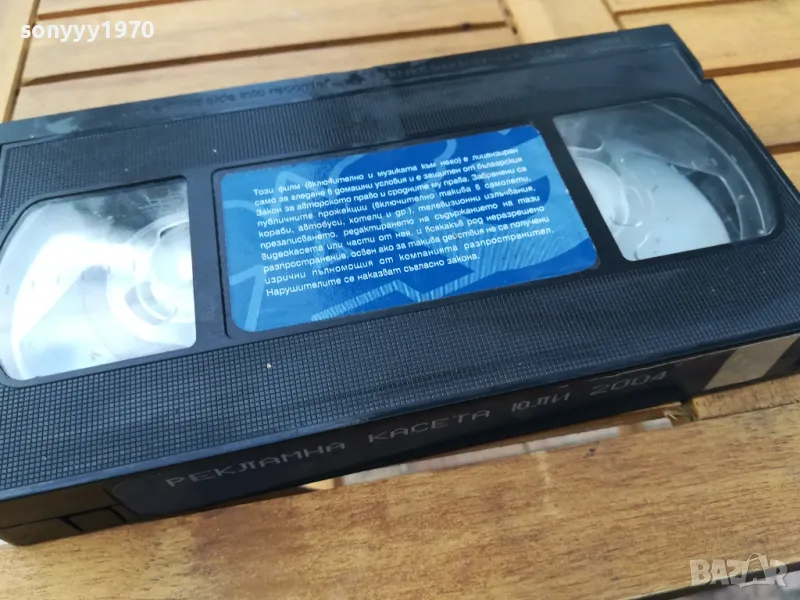 sonyyy1970
Този филм (включително и музиката към него) е лицензиран
само за гледане в домашни условия и е защитен от българския
Закон за авторското право и сродните му права. Забранени са
публичните прожекции (включително такива в самолети,
кораби, автобуси, хотели и др.), телевизионни излъчвания,
презаписването, редактирането на съдържанието на тази
видеокасета или части от нея, и всякакъв род неразрешено
разпространение, освен ако за такива действия не са получени
изрични пълномощия от компанията разпространител.
Нарушителите се наказват съгласно закона.
РЕКЛАМНА КАСЕТА ЮЛИ 2004
BAZAR